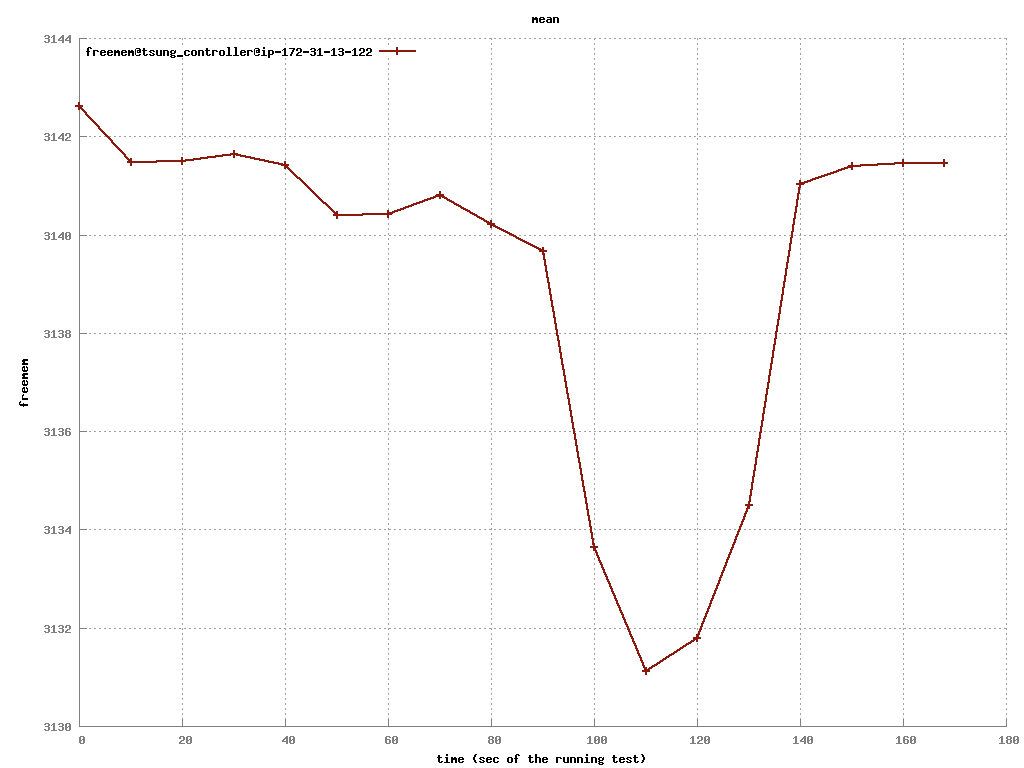 mean
3144
freemem@tsung_controller@ip-172-31-13-122
3142
3140
3138
3136
3134
3132
3130
freemem
0 20 40 60 80 100 120 140 160 180
time (sec of the running test)